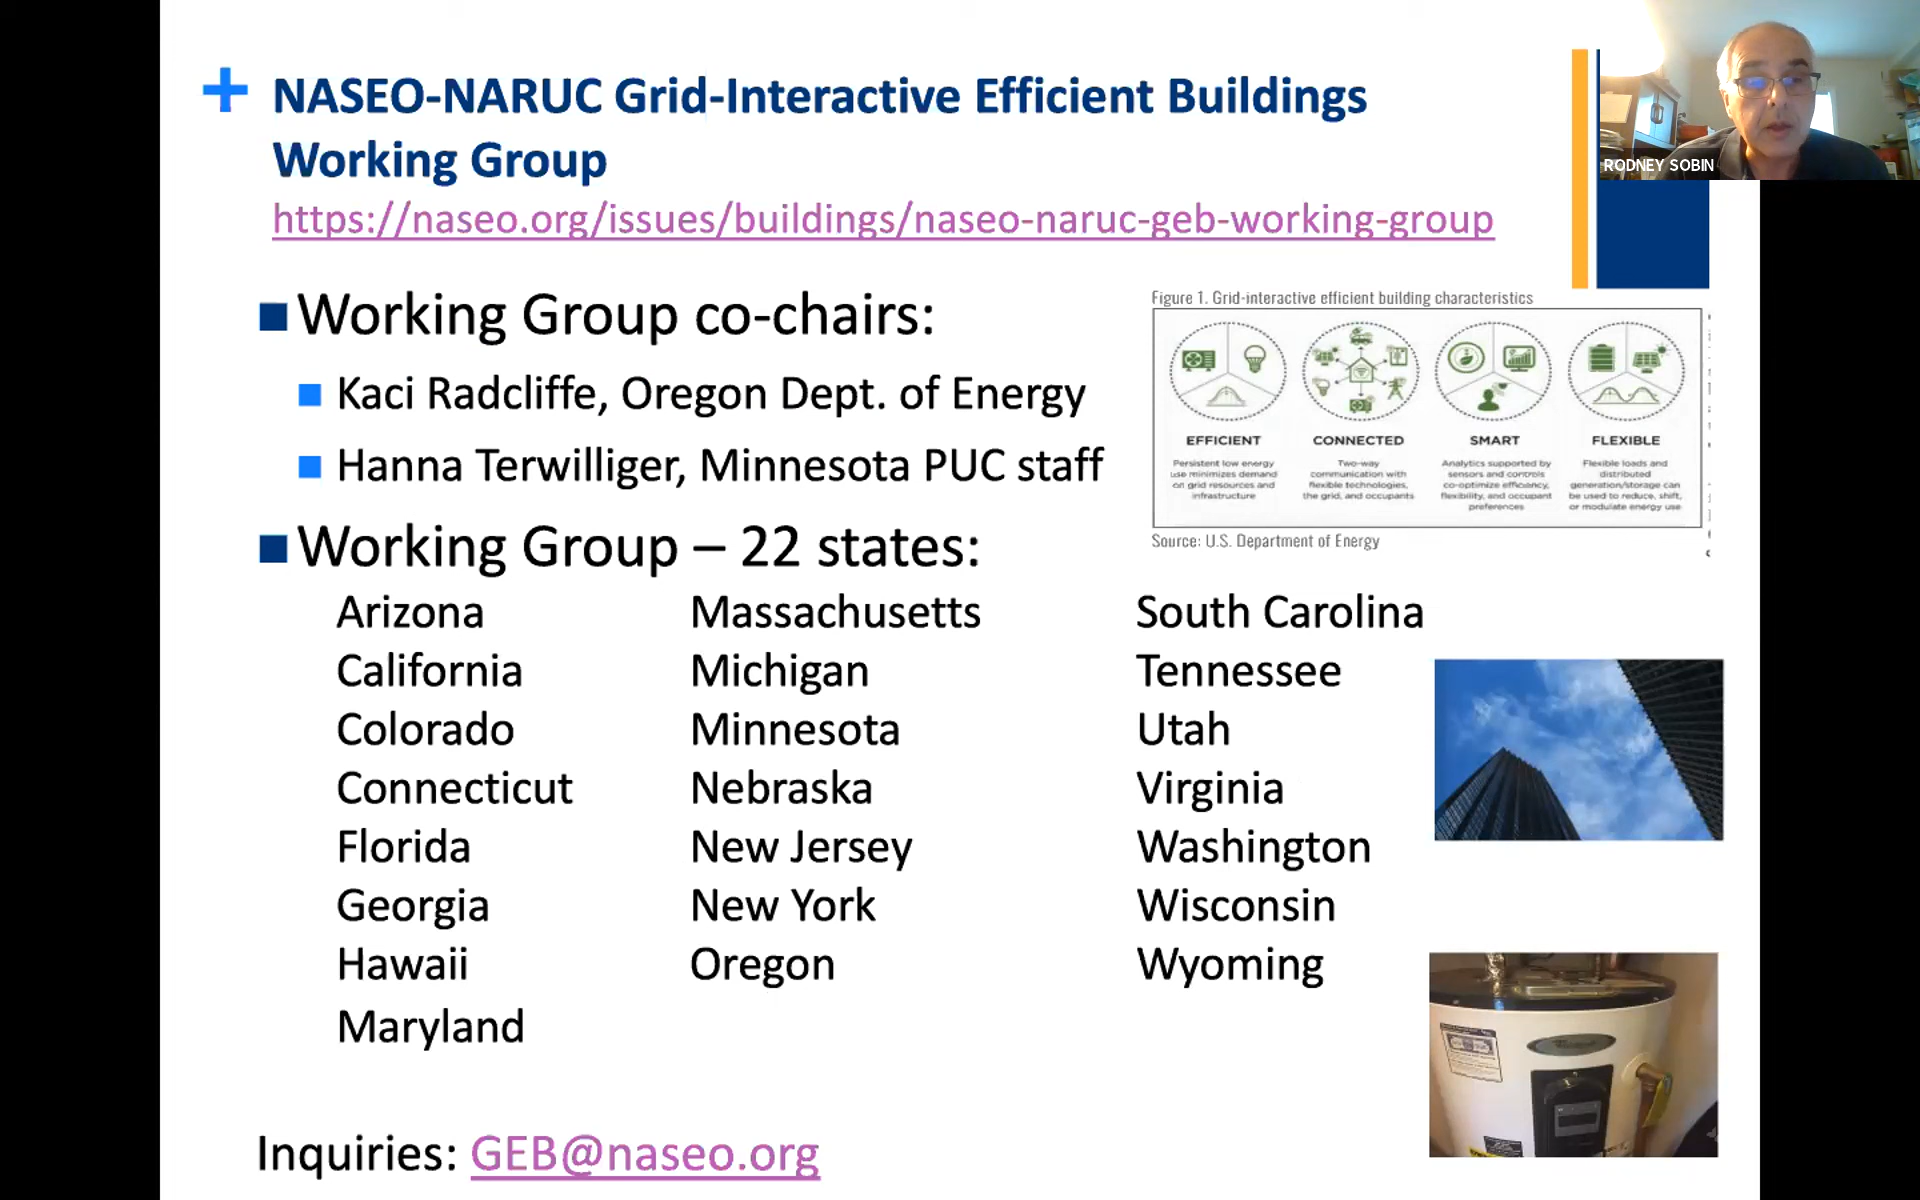 NASEO-NARUC Grid-Interactive Efficient Buildings
Working Group
https://naseo.org/issues/buildings/naseo-naruc-geb-working-group
RODNEY SOBIN
Working Group co-chairs:
Kaci Radcliffe, Oregon Dept. of Energy
Hanna Terwilliger, Minnesota PUC staff
Figure 1. Grid-interactive efficient building characteristics
EFFICIENT
Persistent low energy
use minimizes demand
on grid resources and
infrastructure
CONNECTED
Two-way
communication with
flexible technologies,
the grid, and occupants
SMART
Analytics supported by
sensors and controls
co-optimize efficiency,
flexibility, and occupant
preferences
FLEXIBLE
Flexible loads and
distributed
generation/storage can
be used to reduce, shift,
or modulate energy use
Source: U.S. Department of Energy
Working Group – 22 states:
Arizona
California
Colorado
Connecticut
Florida
Georgia
Hawaii
Maryland
Massachusetts
Michigan
Minnesota
Nebraska
New Jersey
New York
Oregon
South Carolina
Tennessee
Utah
Virginia
Washington
Wisconsin
Wyoming
Inquiries: GEB@naseo.org